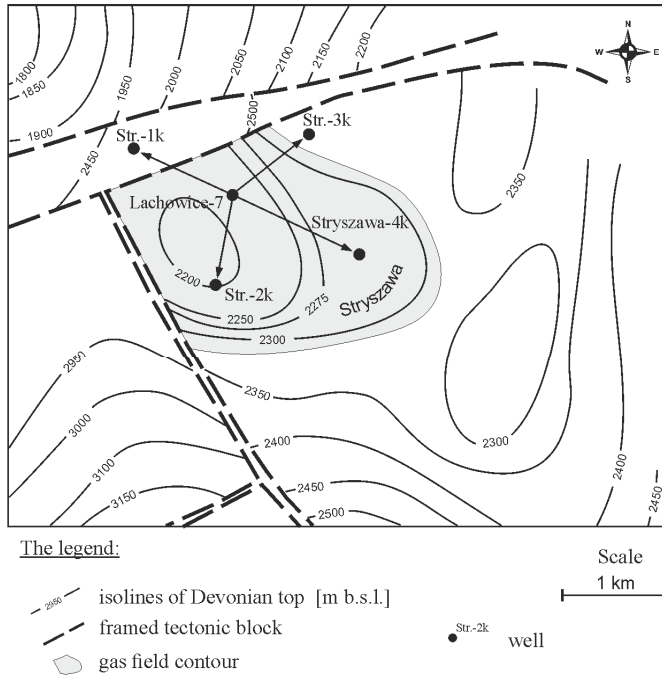 N
W E
S
1800
1850
1900
1950
2000
2050
2100
2150
2200
2450
2500
Str.-1k
Str.-3k
2350
Lachowice-7
Stryszawa-4k
Stryszawa
2200
Str.-2k
2250
2275
2300
2950
2350
3000
3100
3150
2400
2450
2500
2300
2400
2450
The legend:
2950 isolines of Devonian top [m b.s.l.]
framed tectonic block
gas field contour
Str.-2k well
Scale
1 km